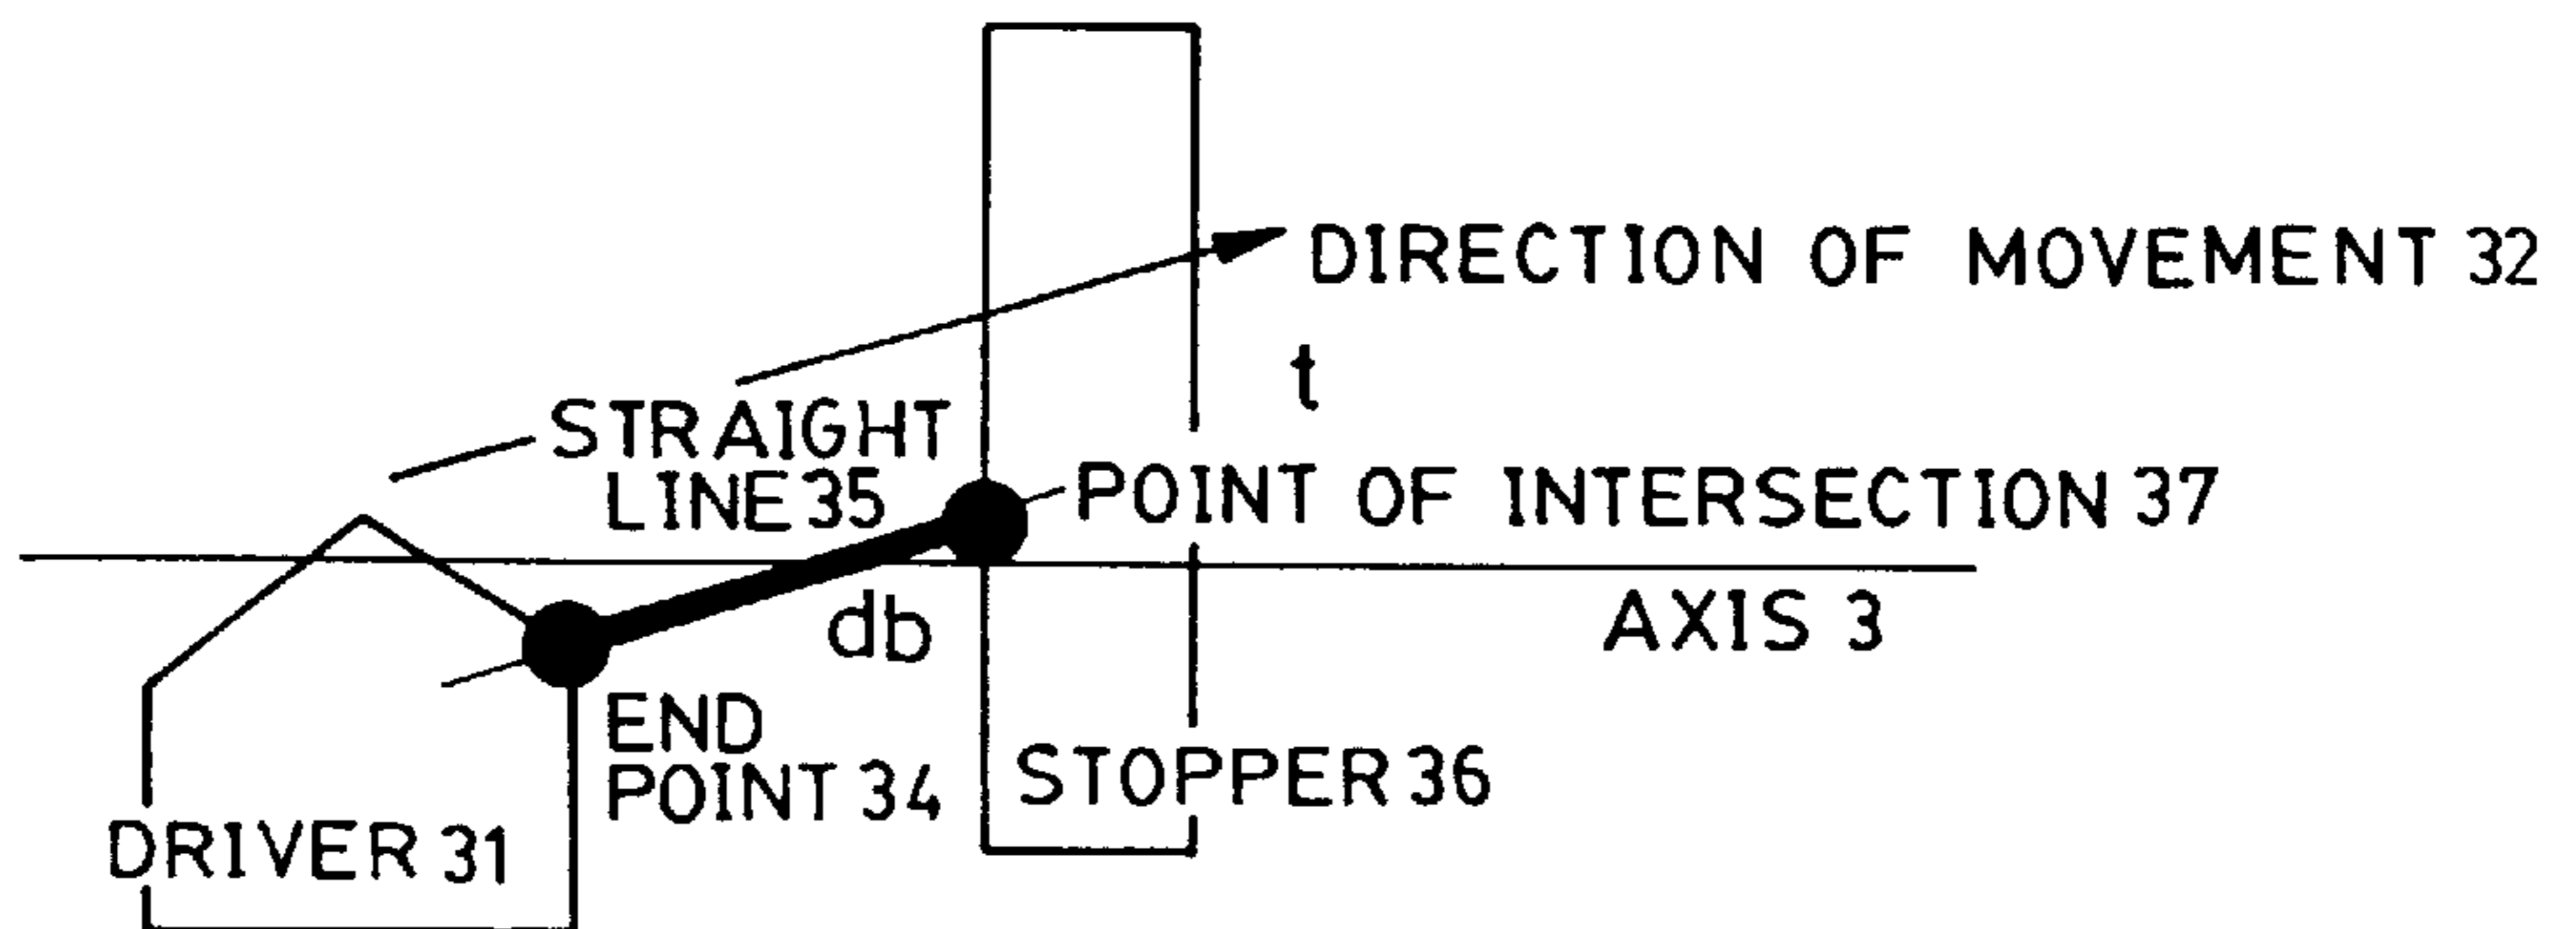 DIRECTION OF MOVEMENT 32
t
STRAIGHT
LINE 35
POINT OF INTERSECTION 37
AXIS 3
db
END
POINT 34
STOPPER 36
DRIVER 31